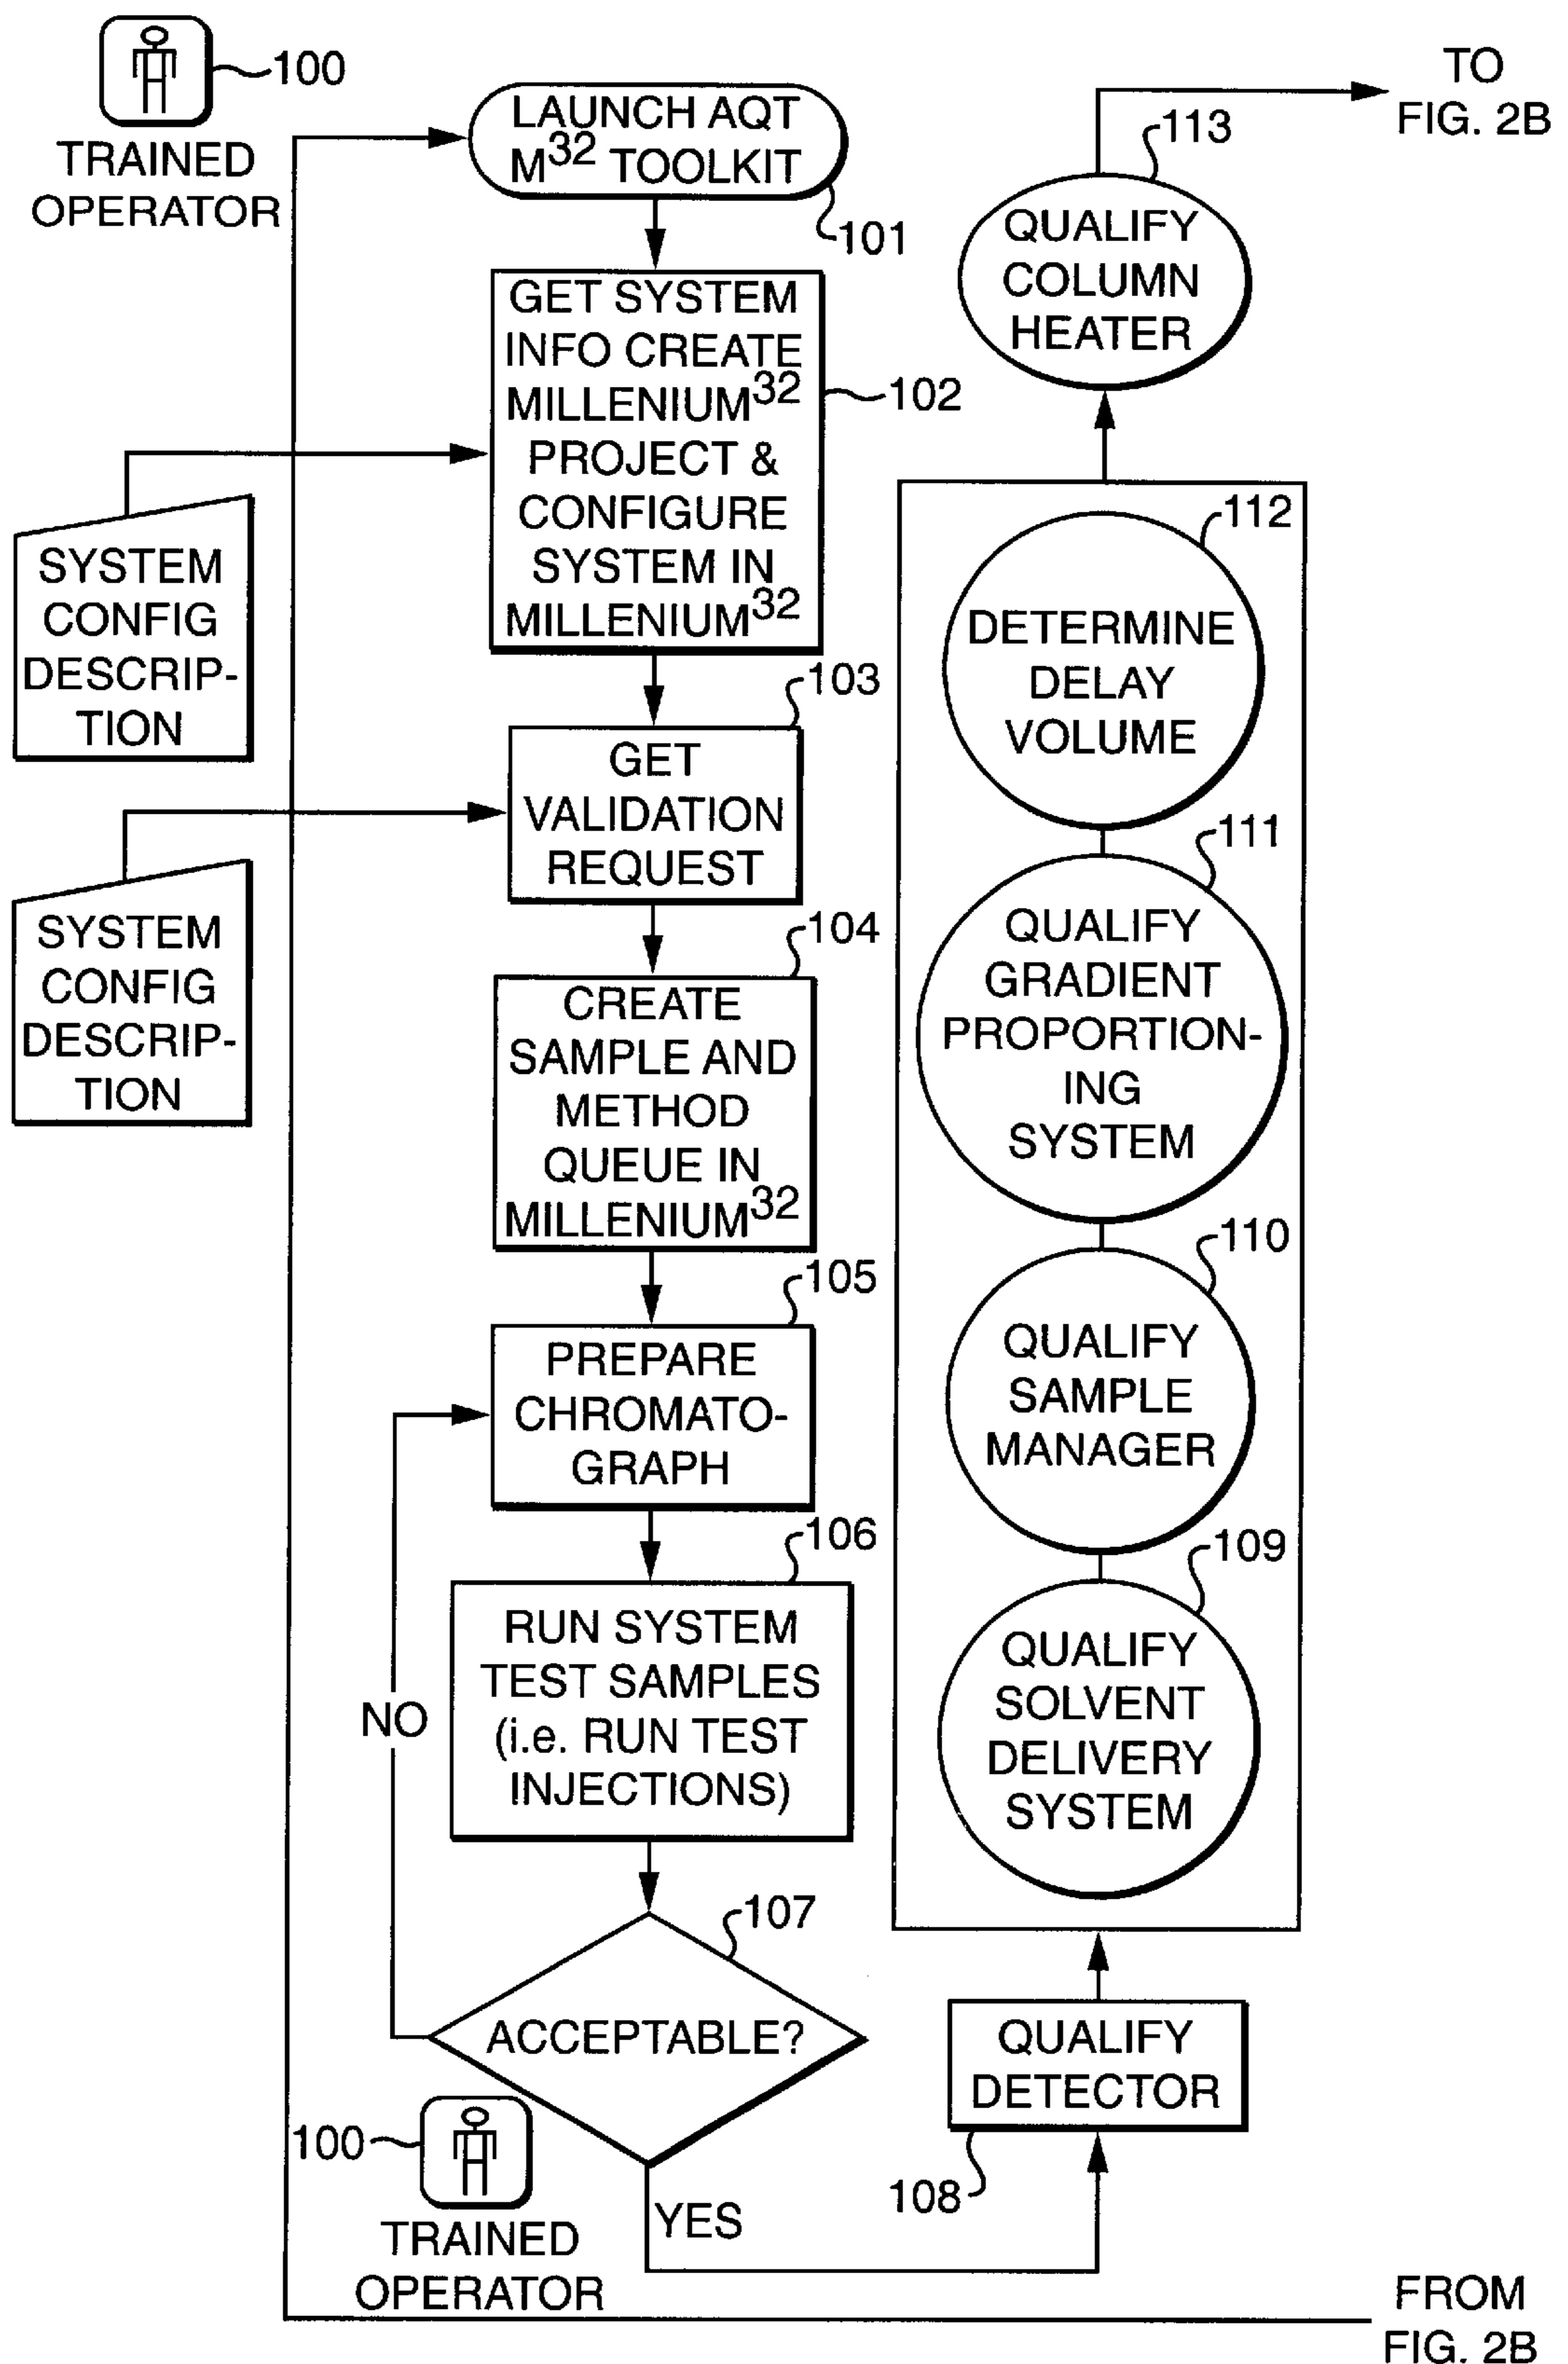 100
TRAINED
OPERATOR
LAUNCH AQT
M32 TOOLKIT
101
GET SYSTEM
INFO CREATE
MILLENIUM32
PROJECT &
CONFIGURE
SYSTEM IN
MILLENIUM32
102
SYSTEM
CONFIG
DESCRIP-
TION
103
GET
VALIDATION
REQUEST
SYSTEM
CONFIG
DESCRIP-
TION
104
CREATE
SAMPLE AND
METHOD
QUEUE IN
MILLENIUM32
105
PREPARE
CHROMATO-
GRAPH
106
RUN SYSTEM
TEST SAMPLES
(i.e. RUN TEST
INJECTIONS)
NO
107
ACCEPTABLE?
100
TRAINED
OPERATOR
YES
TO
FIG. 2B
113
QUALIFY
COLUMN
HEATER
112
DETERMINE
DELAY
VOLUME
111
QUALIFY
GRADIENT
PROPORTION-
ING
SYSTEM
110
QUALIFY
SAMPLE
MANAGER
109
QUALIFY
SOLVENT
DELIVERY
SYSTEM
QUALIFY
DETECTOR
108
FROM
FIG. 2B